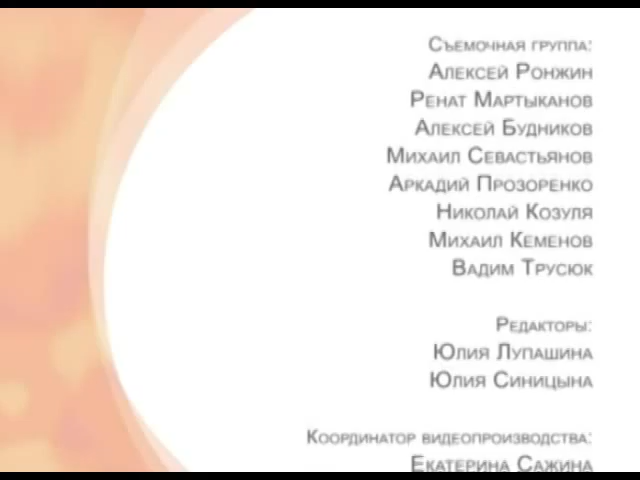 Съемочная группа:
Алексей Ронжин
Ренат Мартыканов
Алексей Будников
Михаил Севастьянов
Аркадий Прозоренко
Николай Козуля
Михаил Кеменов
Вадим Трусюк
Редакторы:
Юлия Лупашина
Юлия Синицына
Координатор видеопроизводства:
Екатерина Сажина